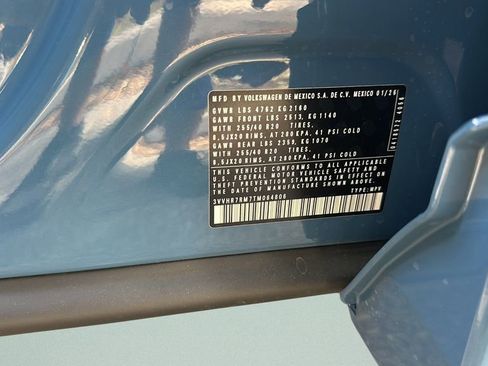 MFD BY VOLKSWAGEN DE MEXICO S.A. DE C.V. MEXICO 01/26
GVWR LBS 4762 KG 2160
GAWR FRONT LBS 2513, KG 1140
WITH 255/40 R20 TIRES.
8.5JX20 RIMS, AT 280 KPA, 41 PSI COLD
GAWR REAR LBS 2359, KG 1070
WITH 255/40 R20 TIRES.
8.5JX20 RIMS, AT 280 KPA, 41 PSI COLD
THIS VEHICLE CONFORMS TO ALL APPLICABLE
U.S. FEDERAL MOTOR VEHICLE SAFETY AND
THEFT PREVENTION STANDARDS IN EFFECT ON
THE DATE OF MANUFACTURE SHOWN ABOVE.
3VVHR7RM7TM064808 TYPE: MPV